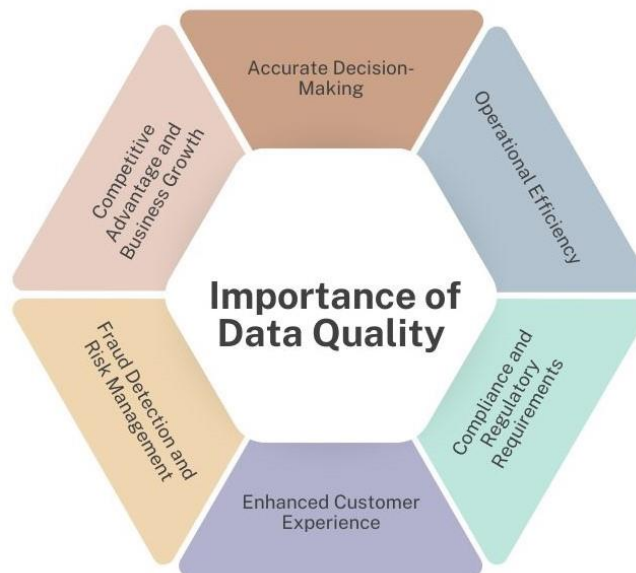 Accurate Decision-
Making
Operational Efficiency
Compliance and
Regulatory
Requirements
Enhanced Customer
Experience
Fraud Detection and
Risk Management
Competitive
Advantage and
Business Growth
Importance of
Data Quality